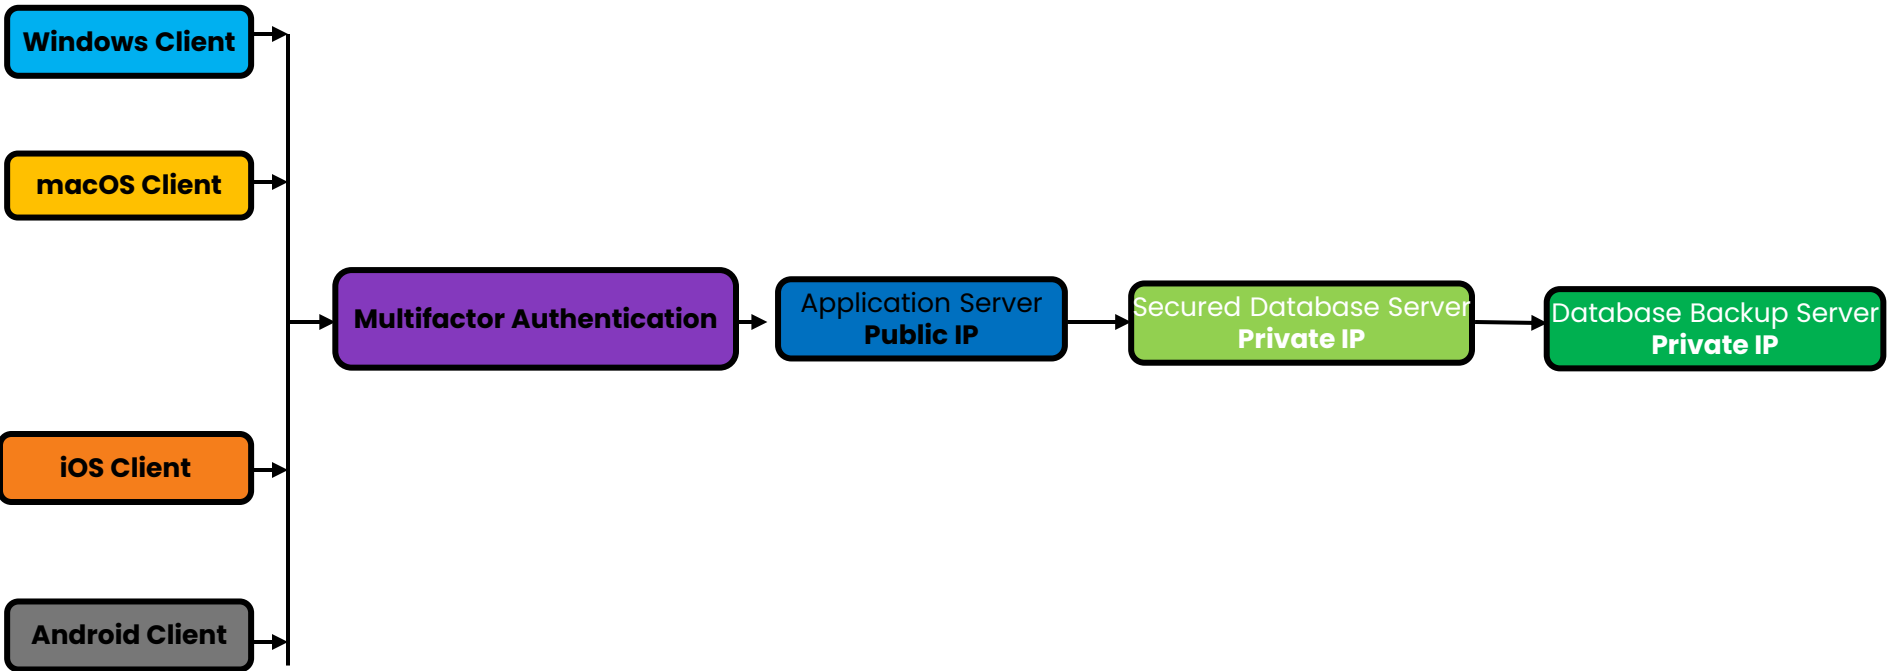 Windows Client
macOS Client
Multifactor Authentication
Application Server
Public IP
Secured Database Server
Private IP
Database Backup Server
Private IP
iOS Client
Android Client